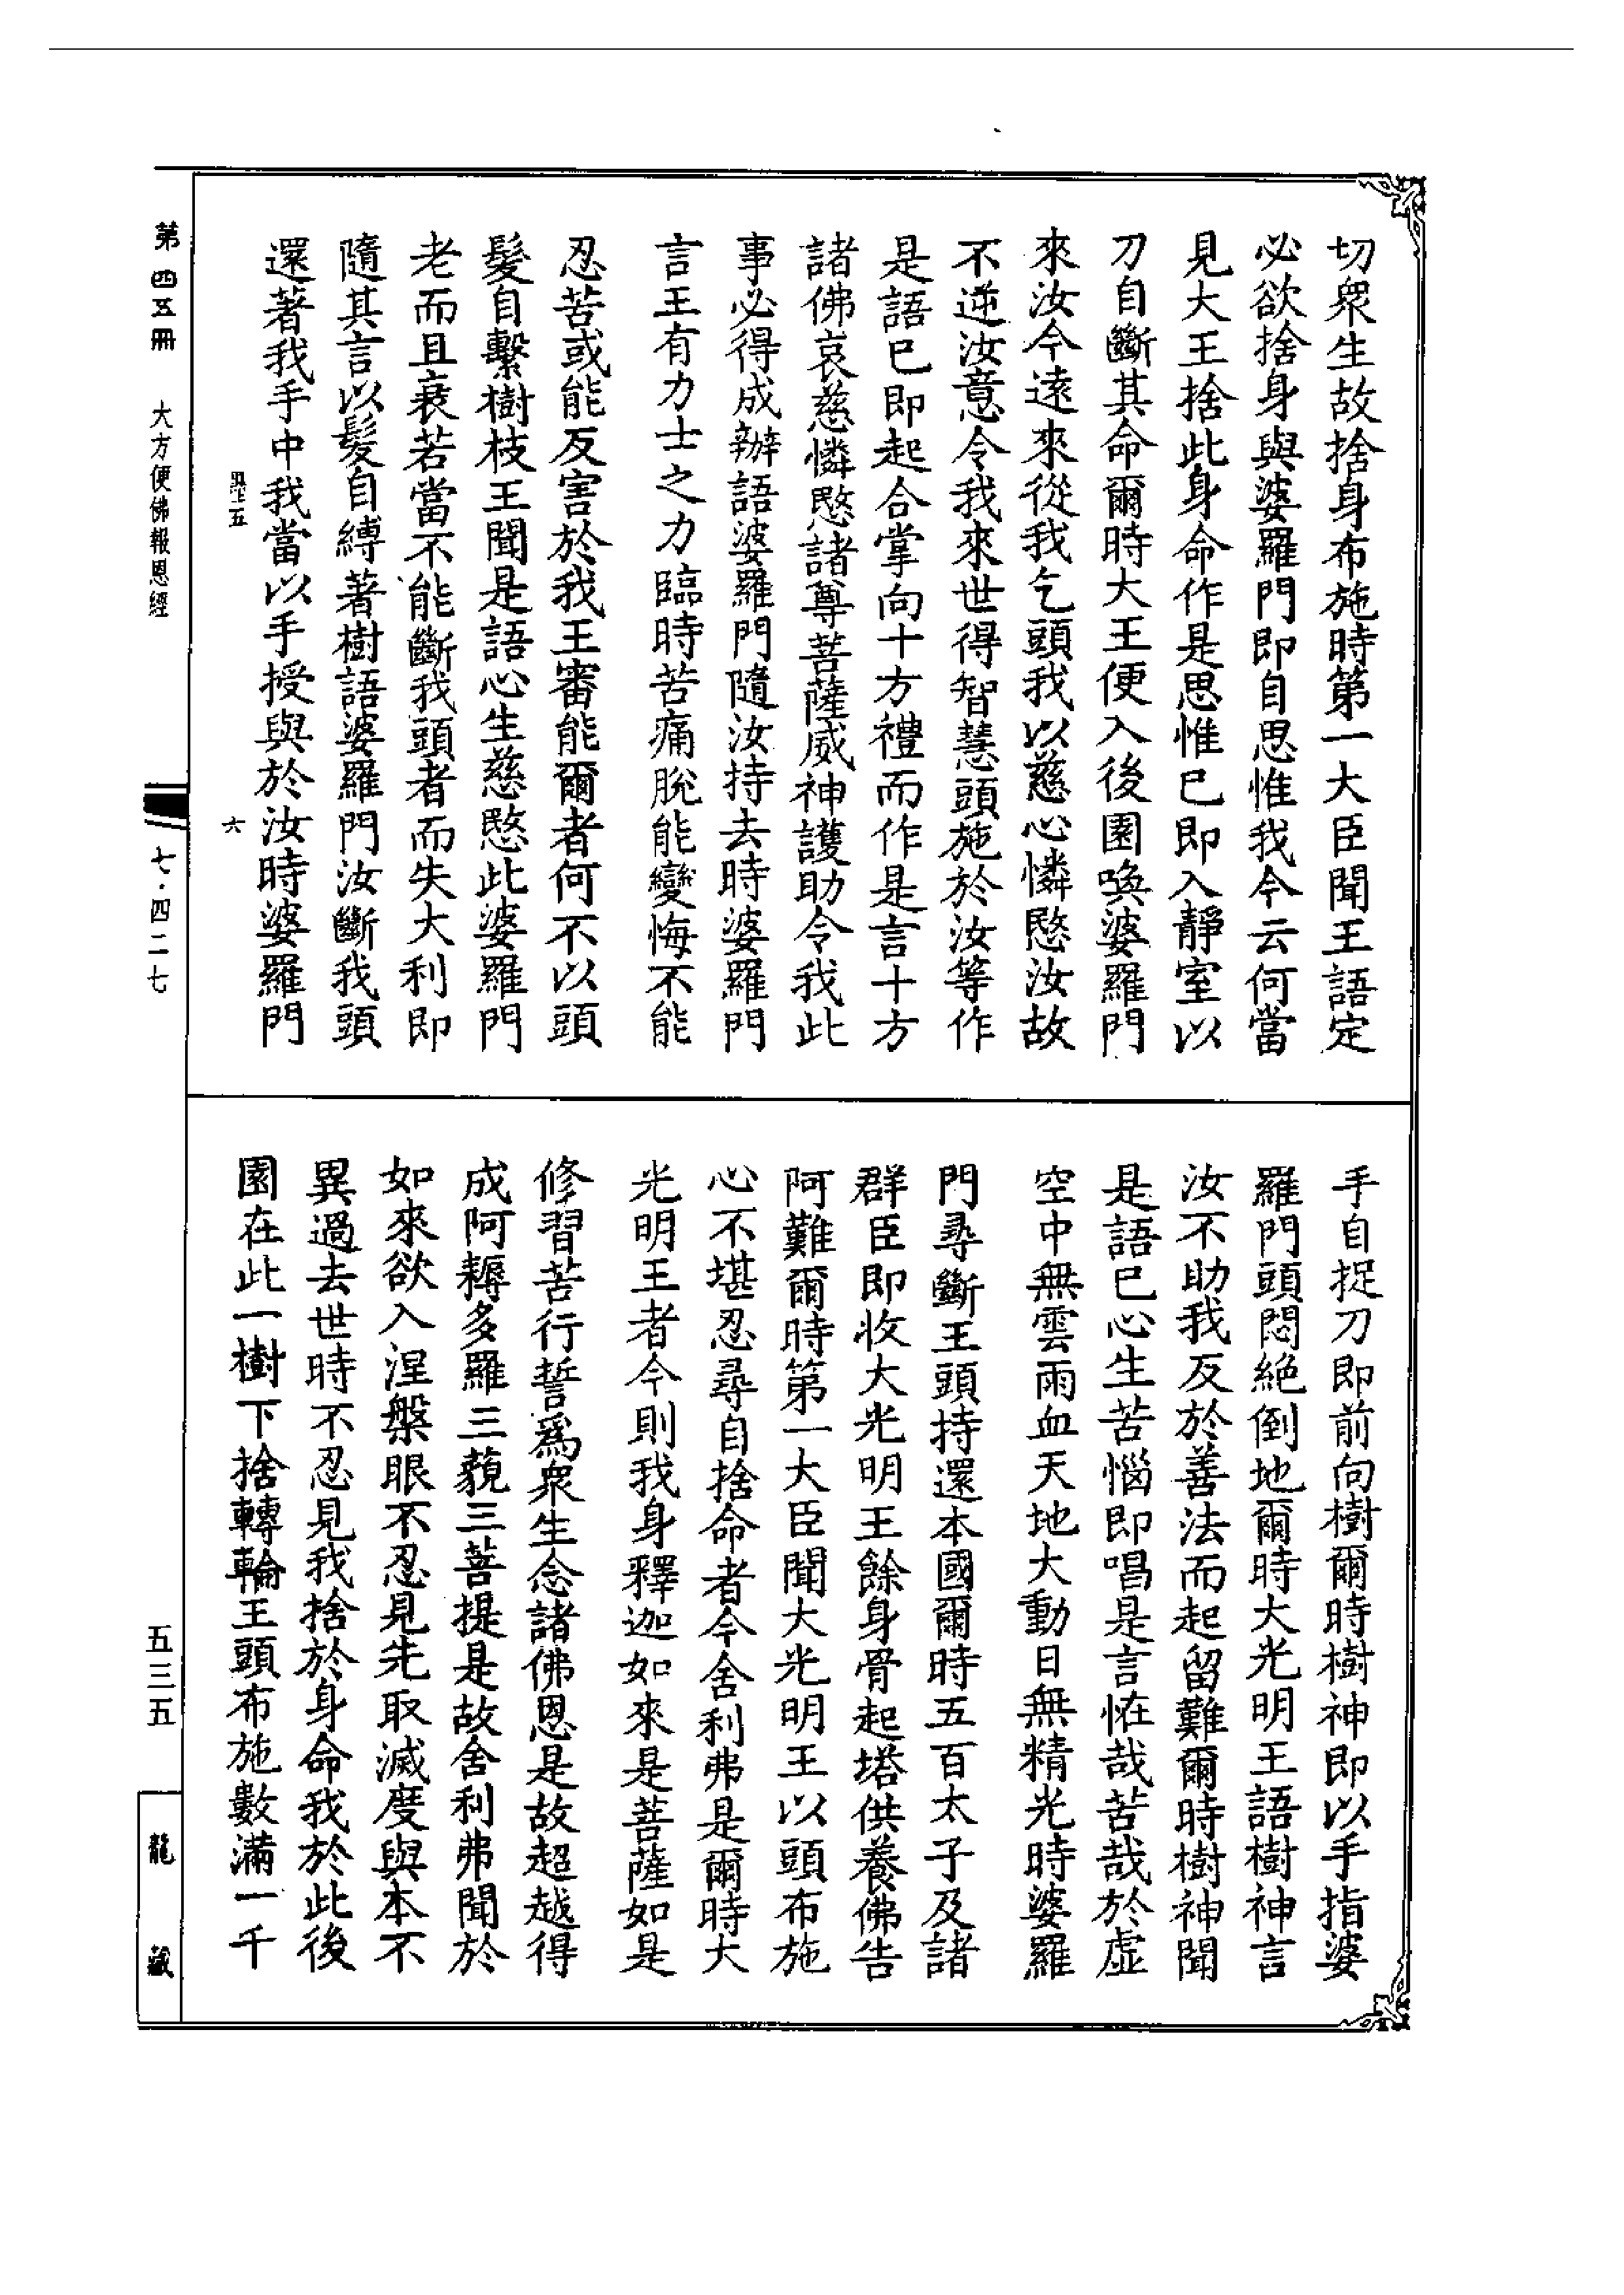 切眾生故捨身布施時第一大臣聞王語定
必欲捨身與婆羅門即自思惟我今云何當
見大王捨此身命作是思惟已即入靜室以
刀自斷其命爾時大王便入後園喚婆羅門
來汝今遠來從我乞頭我以慈心憐愍汝故
不逆汝意令我來世得智慧頭施於汝等作
是語已即起合掌向十方禮而作是言十方
諸佛哀慈憐愍諸尊菩薩威神護助令我此
事必得成辦語婆羅門隨汝持去時婆羅門
言王有力士之力臨時苦痛脫能變悔不能
忍苦或能反害於我王審能爾者何不以頭
髮自繫樹枝王聞是語心生慈愍此婆羅門
老而且衰若當不能斷我頭者而失大利即
隨其言以髮自縛著樹語婆羅門汝斷我頭
還著我手中我當以手授與於汝時婆羅門
六
手自捉刀即前向樹爾時樹神即以手指婆
羅門頭悶絕倒地爾時大光明王語樹神言
汝不助我反於善法而起留難爾時樹神聞
是語已心生苦惱即唱是言怪哉苦哉於虛
空中無雲雨血天地大動日無精光時婆羅
門尋斷王頭持還本國爾時五百太子及諸
群臣即收大光明王餘身骨起塔供養佛告
阿難爾時第一大臣聞大光明王以頭布施
心不堪忍尋自捨命者今舍利弗是爾時大
光明王者今則我身釋迦如來是菩薩如是
修習苦行誓為眾生念諸佛恩是故超越得
成阿耨多羅三藐三菩提是故舍利弗聞於
如來欲入涅槃眼不忍見先取滅度與本不
異過去世時不忍見我捨於身命我於此後
園在此一樹下捨轉輪王頭布施數滿一千
第四五冊 大方便佛報恩經
七·四二七
五三五
龍藏